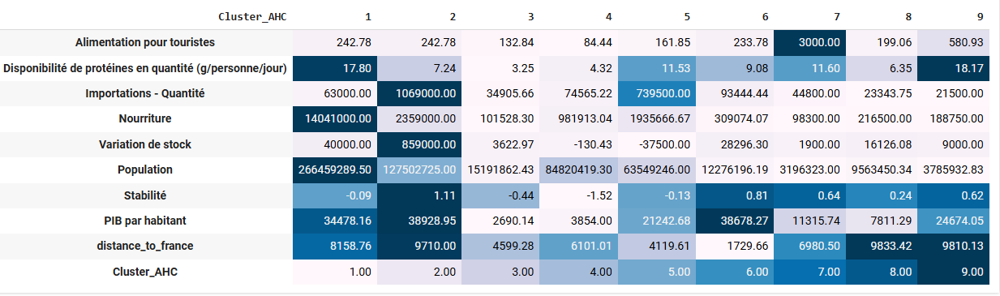 Cluster_AHC 1 2 3 4 5 6 7 8 9
Alimentation pour touristes 242.78 242.78 132.84 84.44 161.85 233.78 3000.00 199.06 580.93
Disponibilité de protéines en quantité (g/personne/jour) 17.80 7.24 3.25 4.32 11.53 9.08 11.60 6.35 18.17
Importations - Quantité 63000.00 1069000.00 34905.66 74565.22 739500.00 93444.44 44800.00 23343.75 21500.00
Nourriture 14041000.00 2359000.00 101528.30 981913.04 1935666.67 309074.07 98300.00 216500.00 188750.00
Variation de stock 40000.00 859000.00 3622.97 -130.43 -37500.00 28296.30 1900.00 16126.08 9000.00
Population 266459289.50 127502725.00 15191862.43 84820419.30 63549246.00 12276196.19 3196323.00 9563450.34 3785932.83
Stabilité -0.09 1.11 -0.44 -1.52 -0.13 0.81 0.64 0.24 0.62
PIB par habitant 34478.16 38928.95 2690.14 3854.00 21242.68 38678.27 11315.74 7811.29 24674.05
distance_to_france 8158.76 9710.00 4599.28 6101.01 4119.61 1729.66 6980.50 9833.42 9810.13
Cluster_AHC 1.00 2.00 3.00 4.00 5.00 6.00 7.00 8.00 9.00